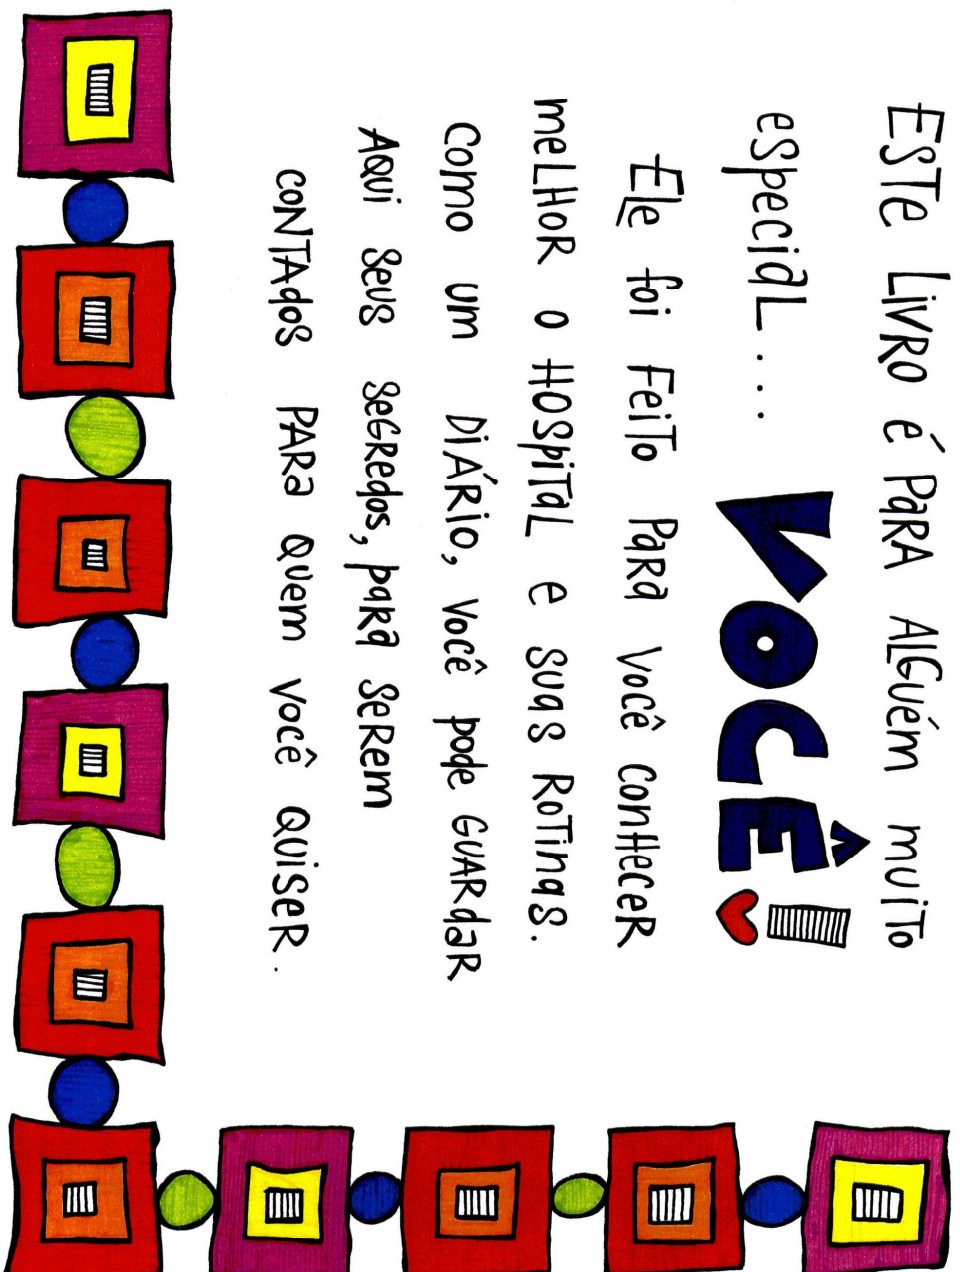 ESTe LiVRO é PaRA ALGuém muiTo
eSpeciaL... VOCÊ!
Ele foi FeiTo PaRa Você conHeceR
meLHoR o HOSpiTaL e suas RoTinas.
Como um DiÁRio, Você pode GUARdaR
AQui Seus SeGRedos, paRa SeRem
coNTAdoS PARa Quem Você QuiSeR.